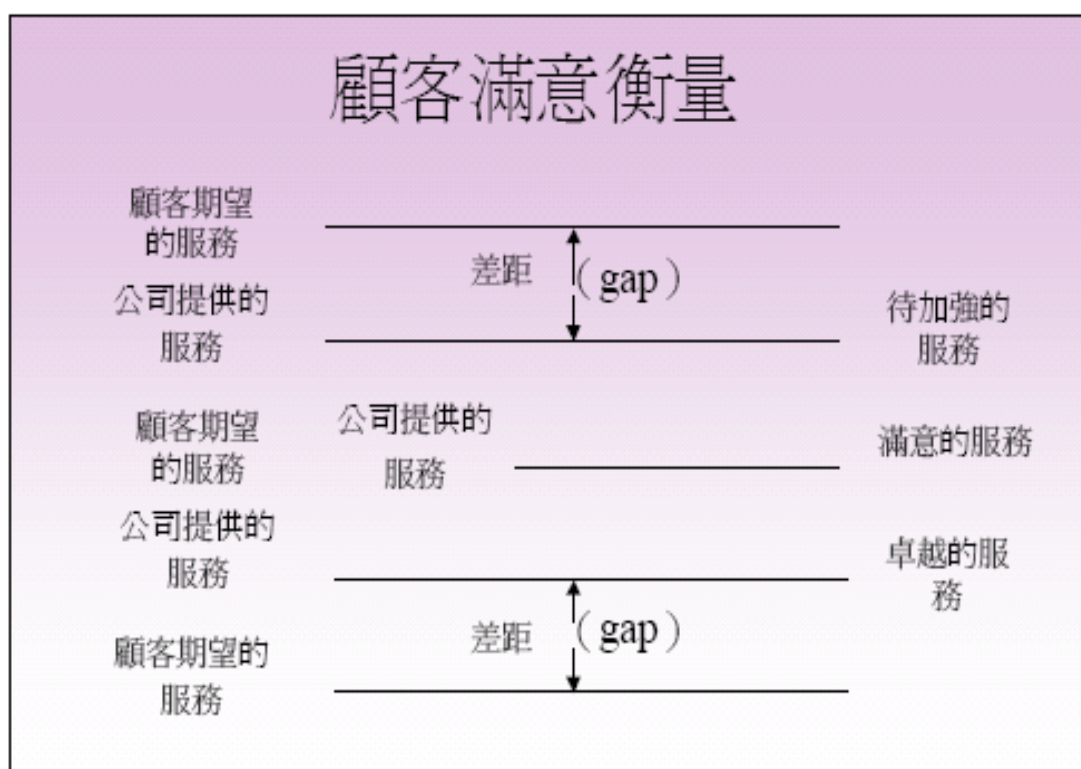 顧客滿意衡量
顧客期望
的服務
差距 （gap）
公司提供的
服務
待加強的
服務
顧客期望
的服務
公司提供的
服務
滿意的服務
公司提供的
服務
卓越的服
務
差距 （gap）
顧客期望的
服務